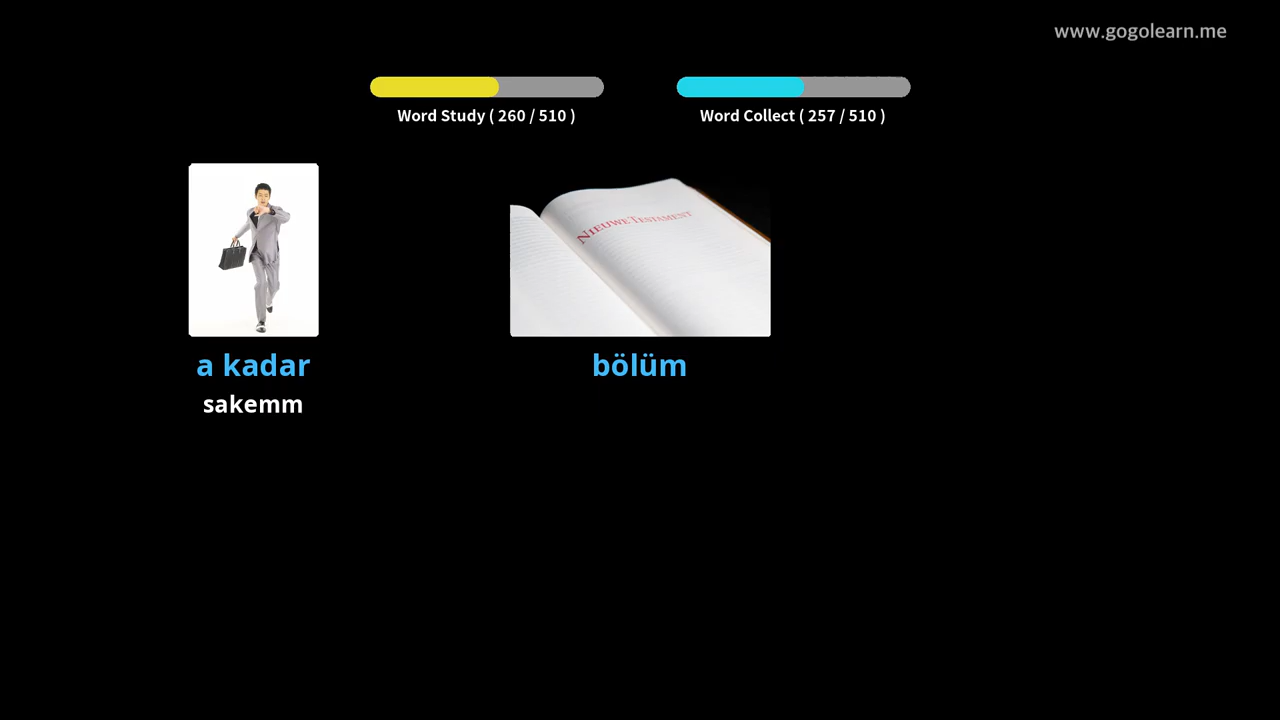 www.gogolearn.me
Word Study ( 260 / 510 )
Word Collect ( 257 / 510 )
NIEUWE TESTAMENT
a kadar
bölüm
sakemm